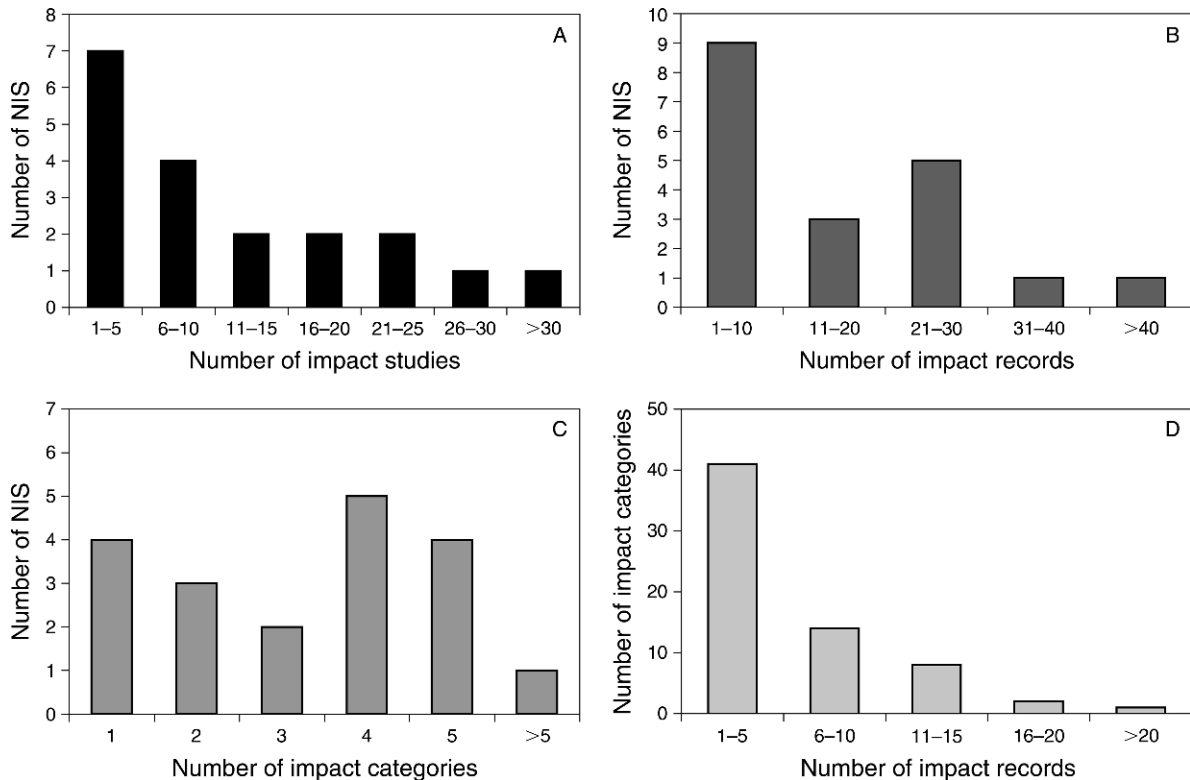 A
Number of NIS
8
7
6
5
4
3
2
1
0
1–5 6–10 11–15 16–20 21–25 26–30 >30
Number of impact studies
B
Number of NIS
10
9
8
7
6
5
4
3
2
1
0
1–10 11–20 21–30 31–40 >40
Number of impact records
C
Number of NIS
7
6
5
4
3
2
1
0
1 2 3 4 5 >5
Number of impact categories
D
Number of impact categories
50
40
30
20
10
0
1–5 6–10 11–15 16–20 >20
Number of impact records